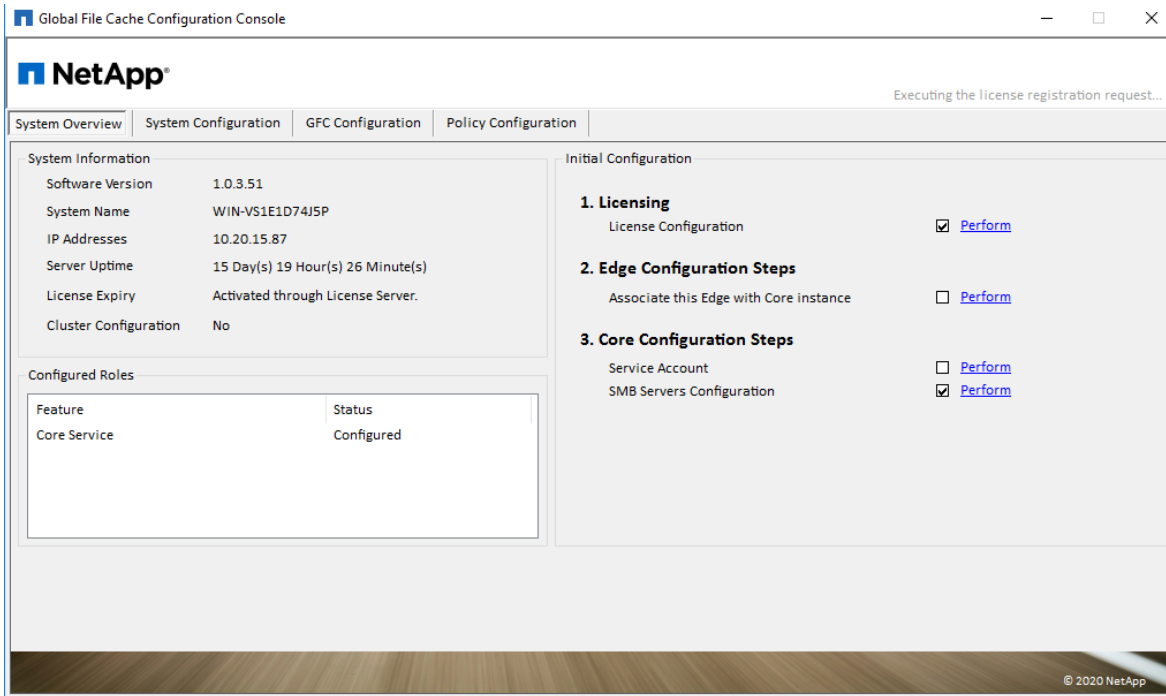 Global File Cache Configuration Console
NetApp®
Executing the license registration request...
System Overview System Configuration GFC Configuration Policy Configuration
System Information
Software Version 1.0.3.51
System Name WIN-VS1E1D74J5P
IP Addresses 10.20.15.87
Server Uptime 15 Day(s) 19 Hour(s) 26 Minute(s)
License Expiry Activated through License Server.
Cluster Configuration No
Configured Roles
Feature Status
Core Service Configured
Initial Configuration
1. Licensing
License Configuration Perform
2. Edge Configuration Steps
Associate this Edge with Core instance Perform
3. Core Configuration Steps
Service Account Perform
SMB Servers Configuration Perform
© 2020 NetApp